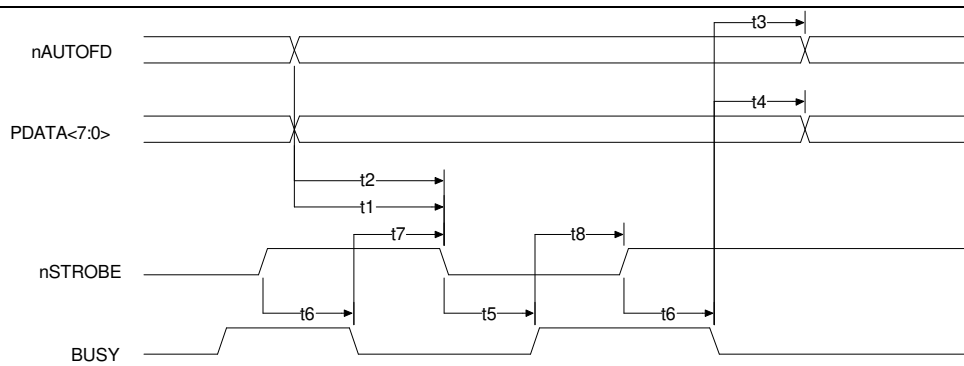 t3
nAUTOFD
t4
PDATA<7:0>
t2
t1
t7
t8
nSTROBE
t6
t5
t6
BUSY